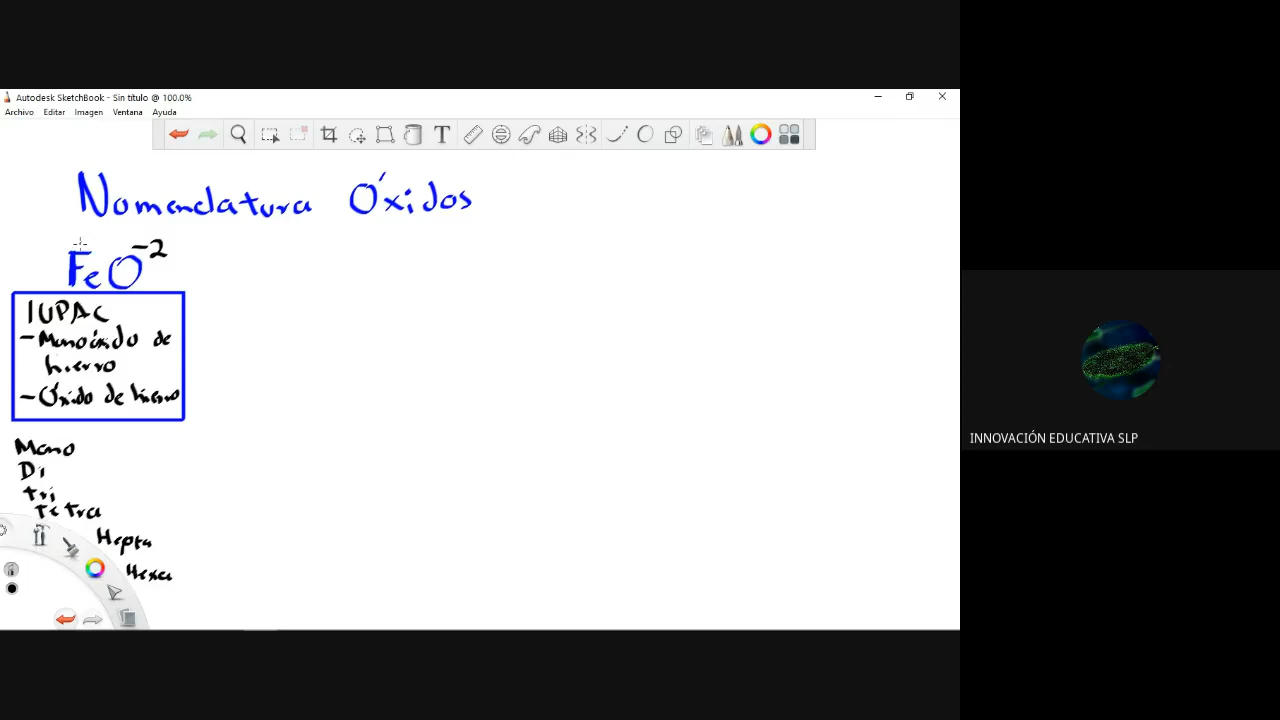 Autodesk SketchBook - Sin título @ 100.0%
Archivo Editar Imagen Ventana Ayuda
T
Nomenclatura Óxidos
FeO-2
IUPAC
- Monoóxido de
hierro
- Óxido de hierro
Mono
Di
tri
Tetra
Hepta
Hexa
INNOVACIÓN EDUCATIVA SLP